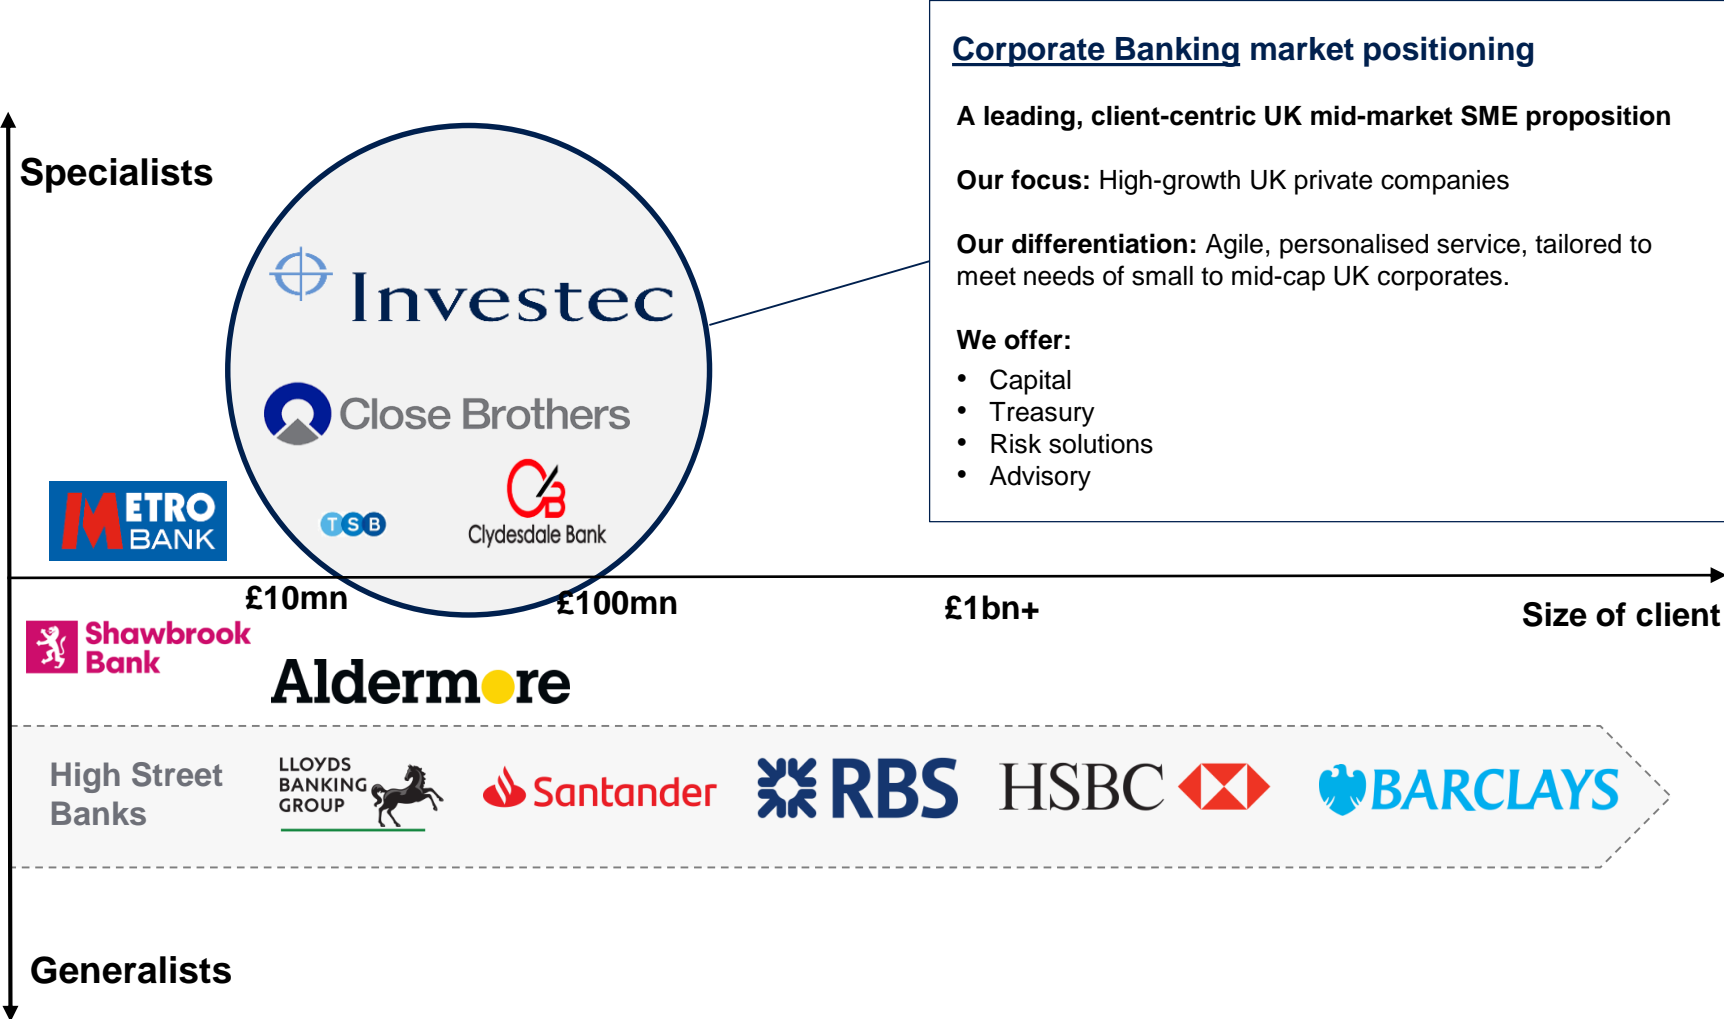 Corporate Banking market positioning
A leading, client-centric UK mid-market SME proposition
Our focus: High-growth UK private companies
Our differentiation: Agile, personalised service, tailored to
meet needs of small to mid-cap UK corporates.
We offer:
• Capital
• Treasury
• Risk solutions
• Advisory
Specialists
Investec
Close Brothers
METRO
BANK
TSB
CB
Clydesdale Bank
£10mn
£100mn
£1bn+
Size of client
Shawbrook
Bank
Aldermore
High Street
Banks
LLOYDS
BANKING
GROUP
Santander
RBS
HSBC
BARCLAYS
Generalists